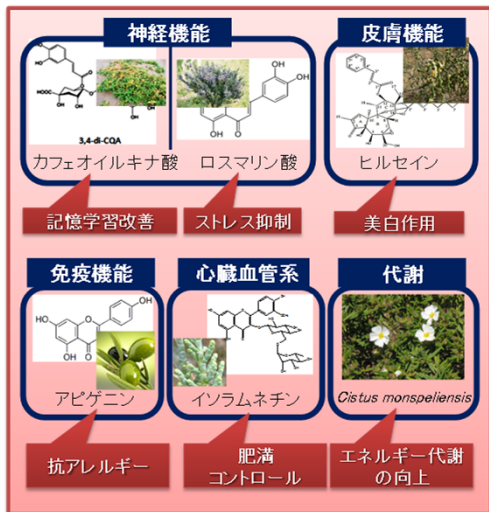 神経機能
皮膚機能
3,4-di-CQA
カフェオイルキナ酸
ロスマリン酸
ヒルセイン
記憶学習改善
ストレス抑制
美白作用
免疫機能
心臓血管系
代謝
アピゲニン
イソラムネチン
Cistus monspeliensis
抗アレルギー
肥満
コントロール
エネルギー代謝
の向上